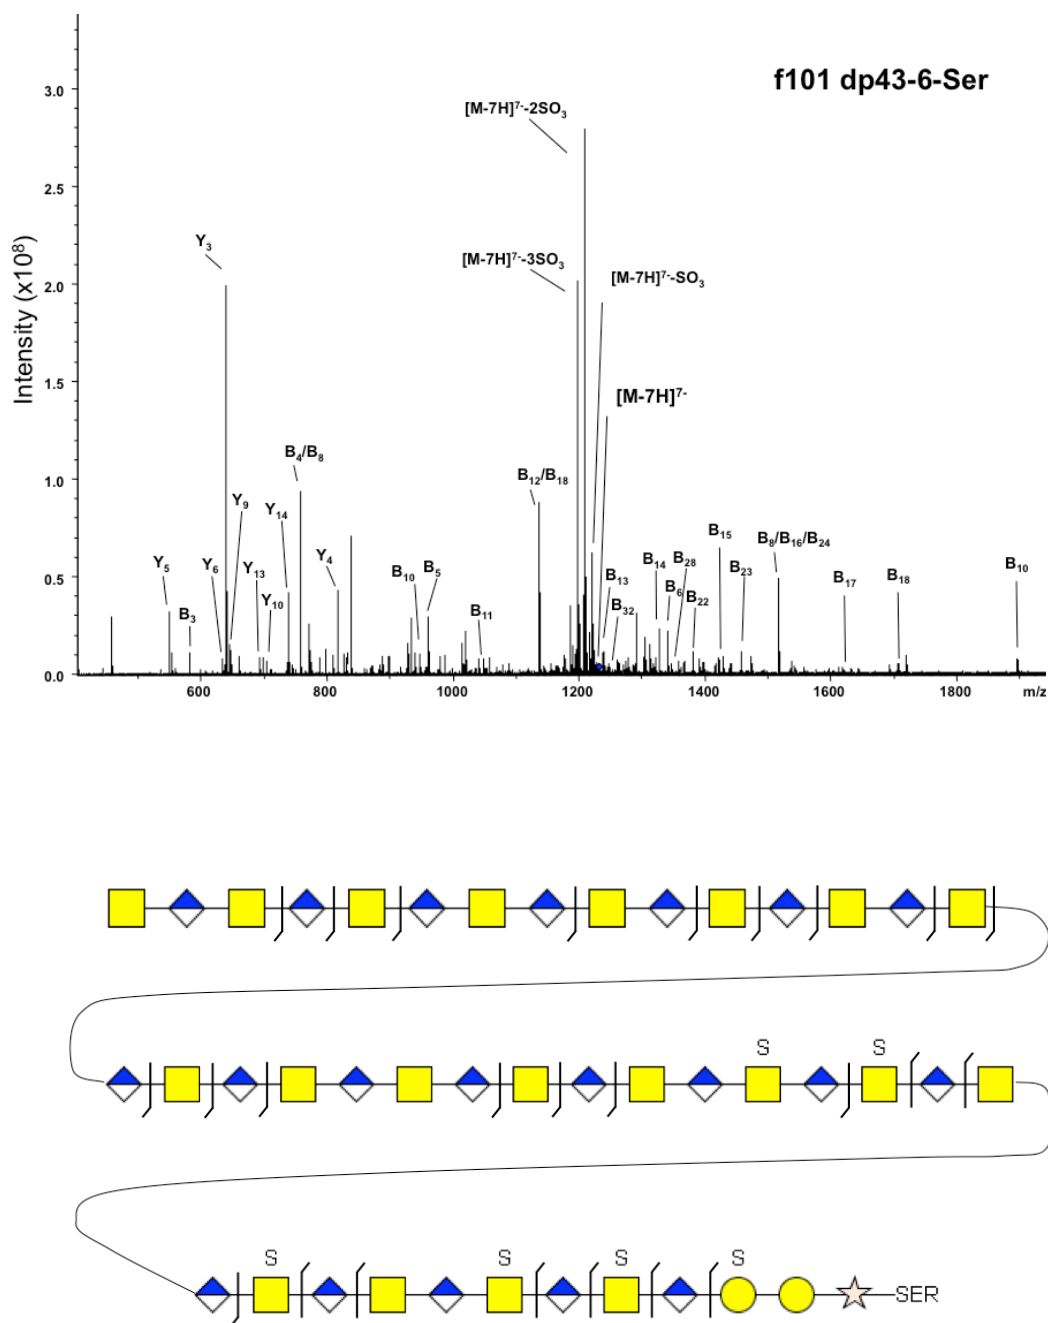 f101 dp43-6-Ser
[M-7H]⁷⁻-2SO₃
3.0
2.5
Y₃
[M-7H]⁷⁻-3SO₃
[M-7H]⁷⁻-SO₃
2.0
Intensity (x10⁸)
[M-7H]⁷⁻
1.5
B₄/B₈
B₁₂/B₁₈
1.0
Y₉
Y₁₄
B₁₅
B₈/B₁₆/B₂₄
Y₅
Y₆
Y₁₃
Y₄
B₁₀
B₅
B₁₄
B₂₈
B₂₃
B₁₀
0.5
B₃
Y₁₀
B₁₁
B₁₃
B₃₂
B₆
B₂₂
B₁₇
B₁₈
0.0
600 800 1000 1200 1400 1600 1800 m/z
S S
S S S S
SER